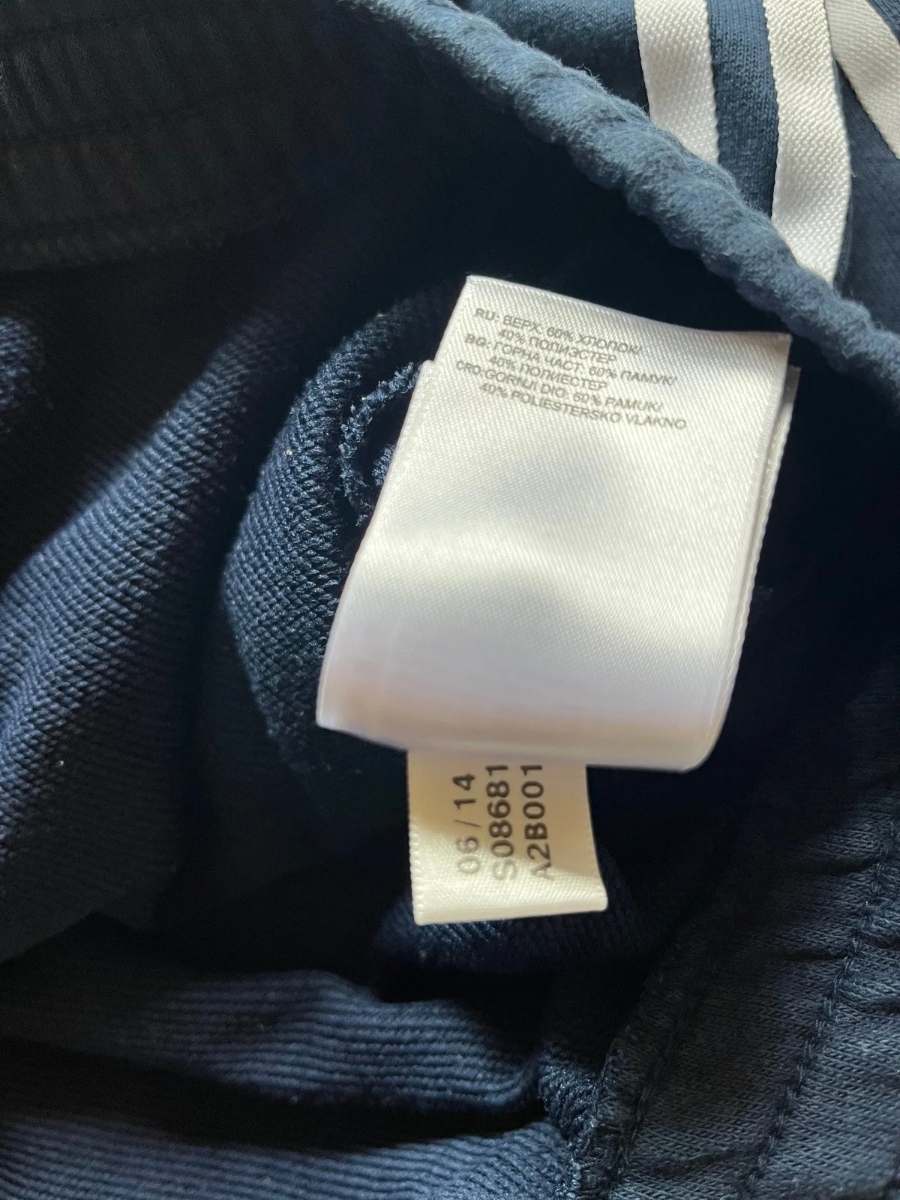 RU: ВЕРХ: 60% ХЛОПОК/
40% ПОЛИЭСТЕР
BG: ГОРНА ЧАСТ: 60% ПАМУК/
40% ПОЛИЕСТЕР
CRO:GORNJI DIO: 60% PAMUK/
40% POLIESTERSKO VLAKNO
06/14
S08681
A2B001